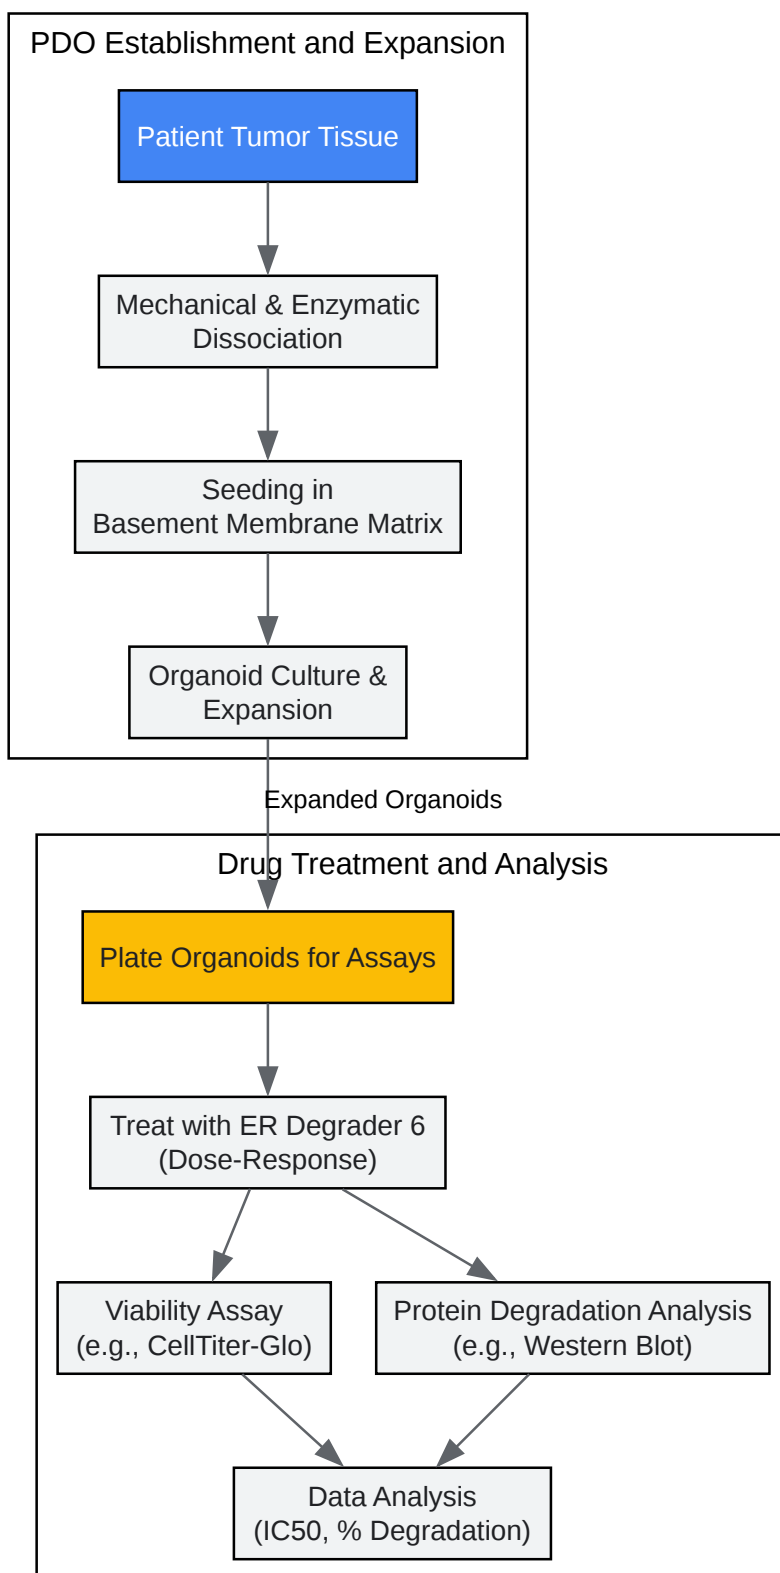 PDO Establishment and Expansion
Patient Tumor Tissue
Mechanical & Enzymatic
Dissociation
Seeding in
Basement Membrane Matrix
Organoid Culture &
Expansion
Expanded Organoids
Drug Treatment and Analysis
Plate Organoids for Assays
Treat with ER Degrader 6
(Dose-Response)
Viability Assay
(e.g., CellTiter-Glo)
Protein Degradation Analysis
(e.g., Western Blot)
Data Analysis
(IC50, % Degradation)